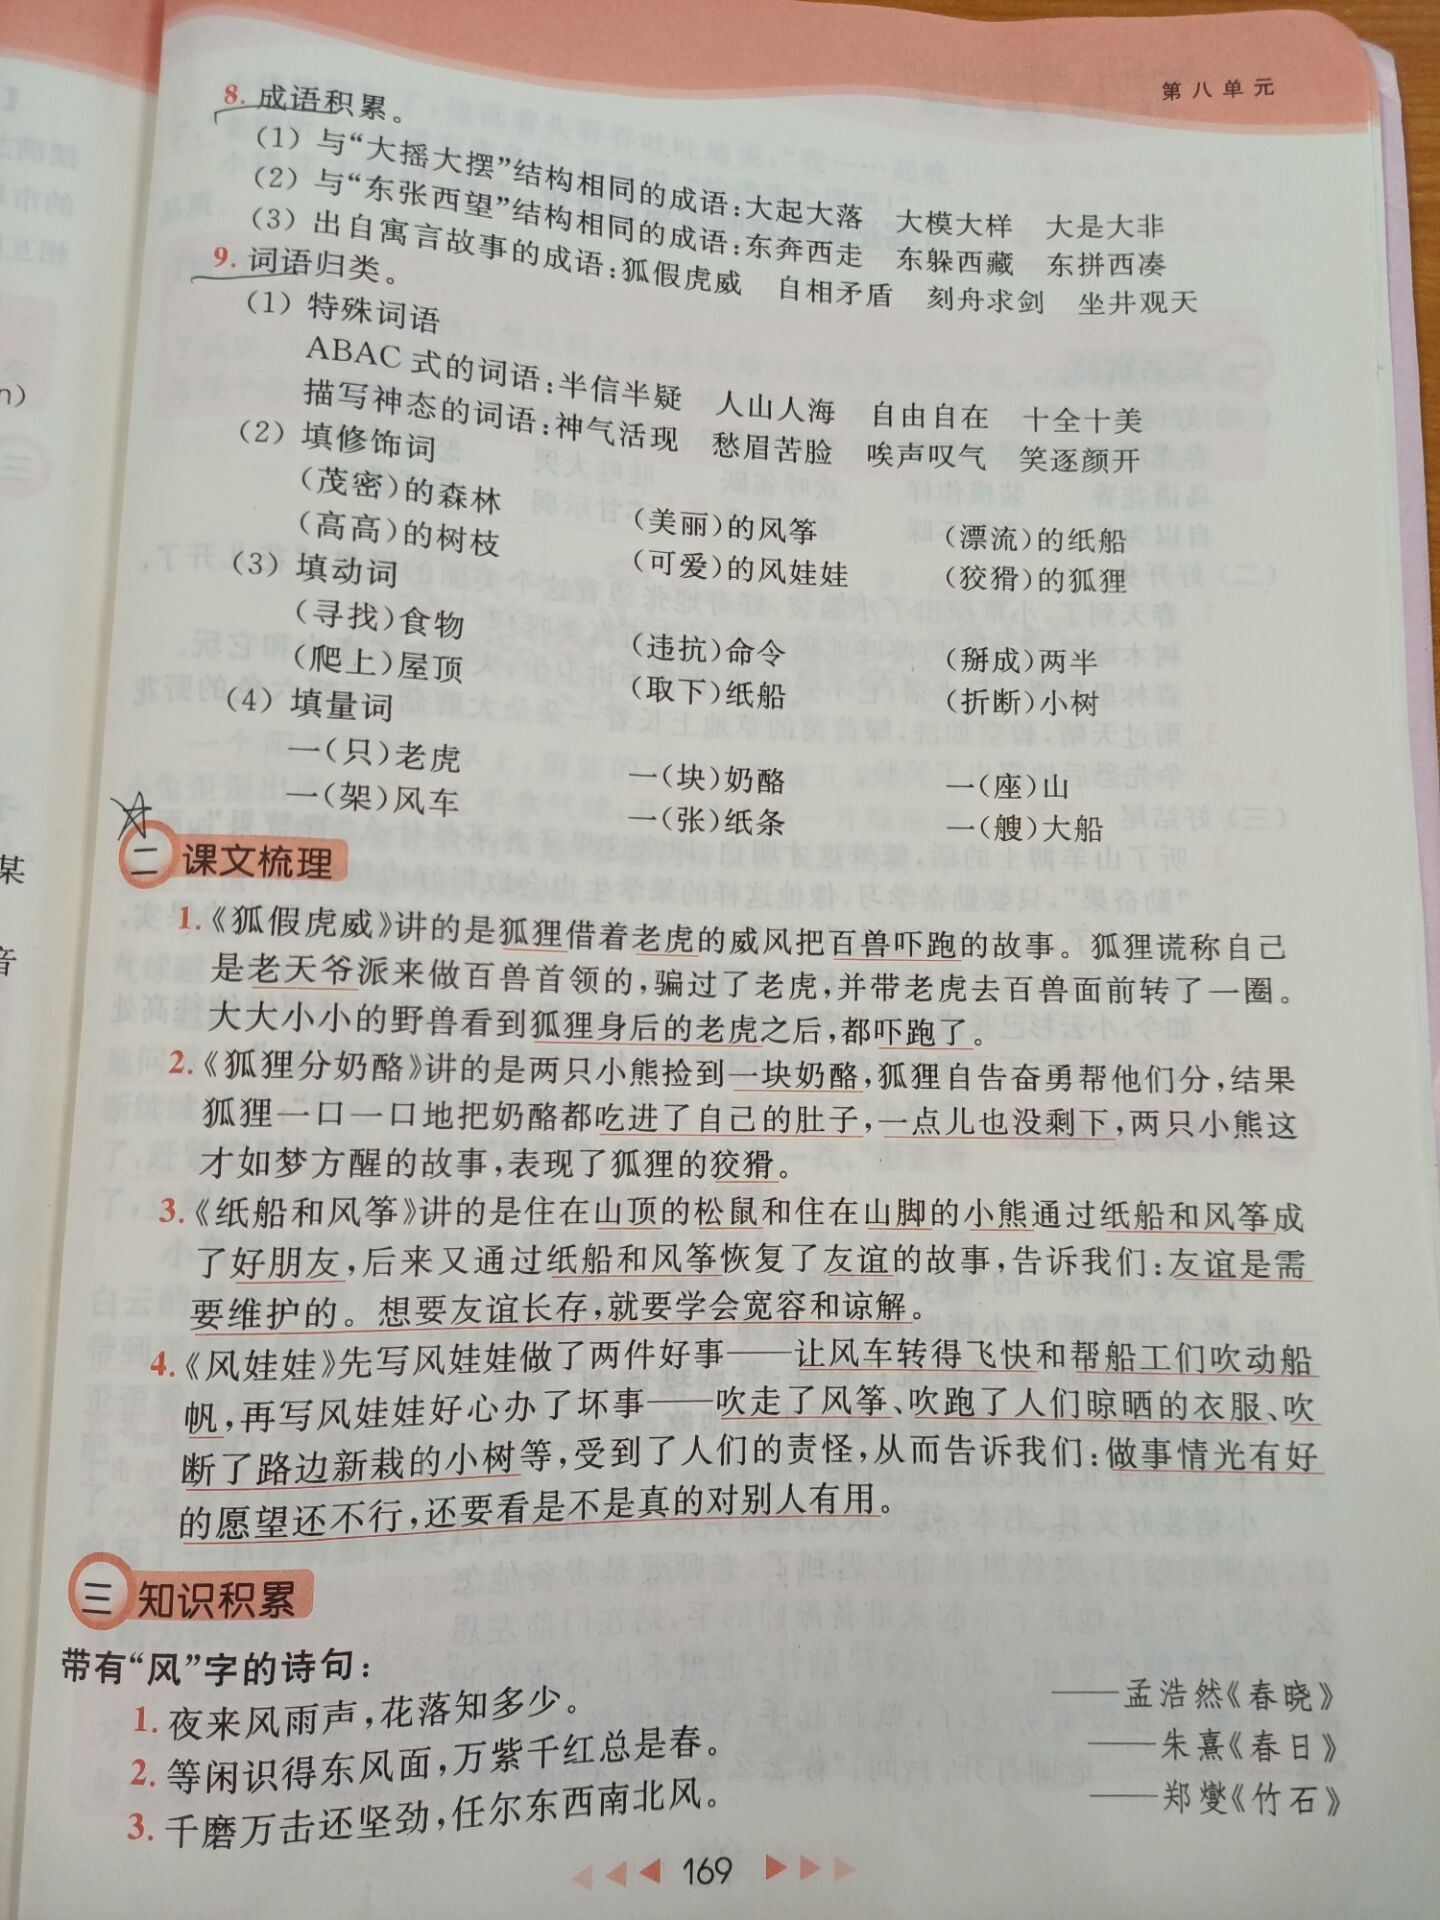 第八单元
8. 成语积累。
(1) 与“大摇大摆”结构相同的成语:大起大落 大模大样 大是大非
(2) 与“东张西望”结构相同的成语:东奔西走 东躲西藏 东拼西凑
(3) 出自寓言故事的成语:狐假虎威 自相矛盾 刻舟求剑 坐井观天
9. 词语归类。
(1) 特殊词语
ABAC 式的词语:半信半疑 人山人海 自由自在 十全十美
描写神态的词语:神气活现 愁眉苦脸 唉声叹气 笑逐颜开
(2) 填修饰词
(茂密)的森林 (美丽)的风筝 (漂流)的纸船
(高高)的树枝 (可爱)的风娃娃 (狡猾)的狐狸
(3) 填动词
(寻找)食物 (违抗)命令 (掰成)两半
(爬上)屋顶 (取下)纸船 (折断)小树
(4) 填量词
一(只)老虎 一(块)奶酪 一(座)山
一(架)风车 一(张)纸条 一(艘)大船
二 课文梳理
1.《狐假虎威》讲的是狐狸借着老虎的威风把百兽吓跑的故事。狐狸谎称自己
是老天爷派来做百兽首领的,骗过了老虎,并带老虎去百兽面前转了一圈。
大大小小的野兽看到狐狸身后的老虎之后,都吓跑了。
2.《狐狸分奶酪》讲的是两只小熊捡到一块奶酪,狐狸自告奋勇帮他们分,结果
狐狸一口一口地把奶酪都吃进了自己的肚子,一点儿也没剩下,两只小熊这
才如梦方醒的故事,表现了狐狸的狡猾。
3.《纸船和风筝》讲的是住在山顶的松鼠和住在山脚的小熊通过纸船和风筝成
了好朋友,后来又通过纸船和风筝恢复了友谊的故事,告诉我们:友谊是需
要维护的。想要友谊长存,就要学会宽容和谅解。
4.《风娃娃》先写风娃娃做了两件好事——让风车转得飞快和帮船工们吹动船
帆,再写风娃娃好心办了坏事——吹走了风筝、吹跑了人们晾晒的衣服、吹
断了路边新栽的小树等,受到了人们的责怪,从而告诉我们:做事情光有好
的愿望还不行,还要看是不是真的对别人有用。
三 知识积累
带有“风”字的诗句:
1. 夜来风雨声,花落知多少。 ——孟浩然《春晓》
2. 等闲识得东风面,万紫千红总是春。 ——朱熹《春日》
3. 千磨万击还坚劲,任尔东西南北风。 ——郑燮《竹石》
169
n)
某
音